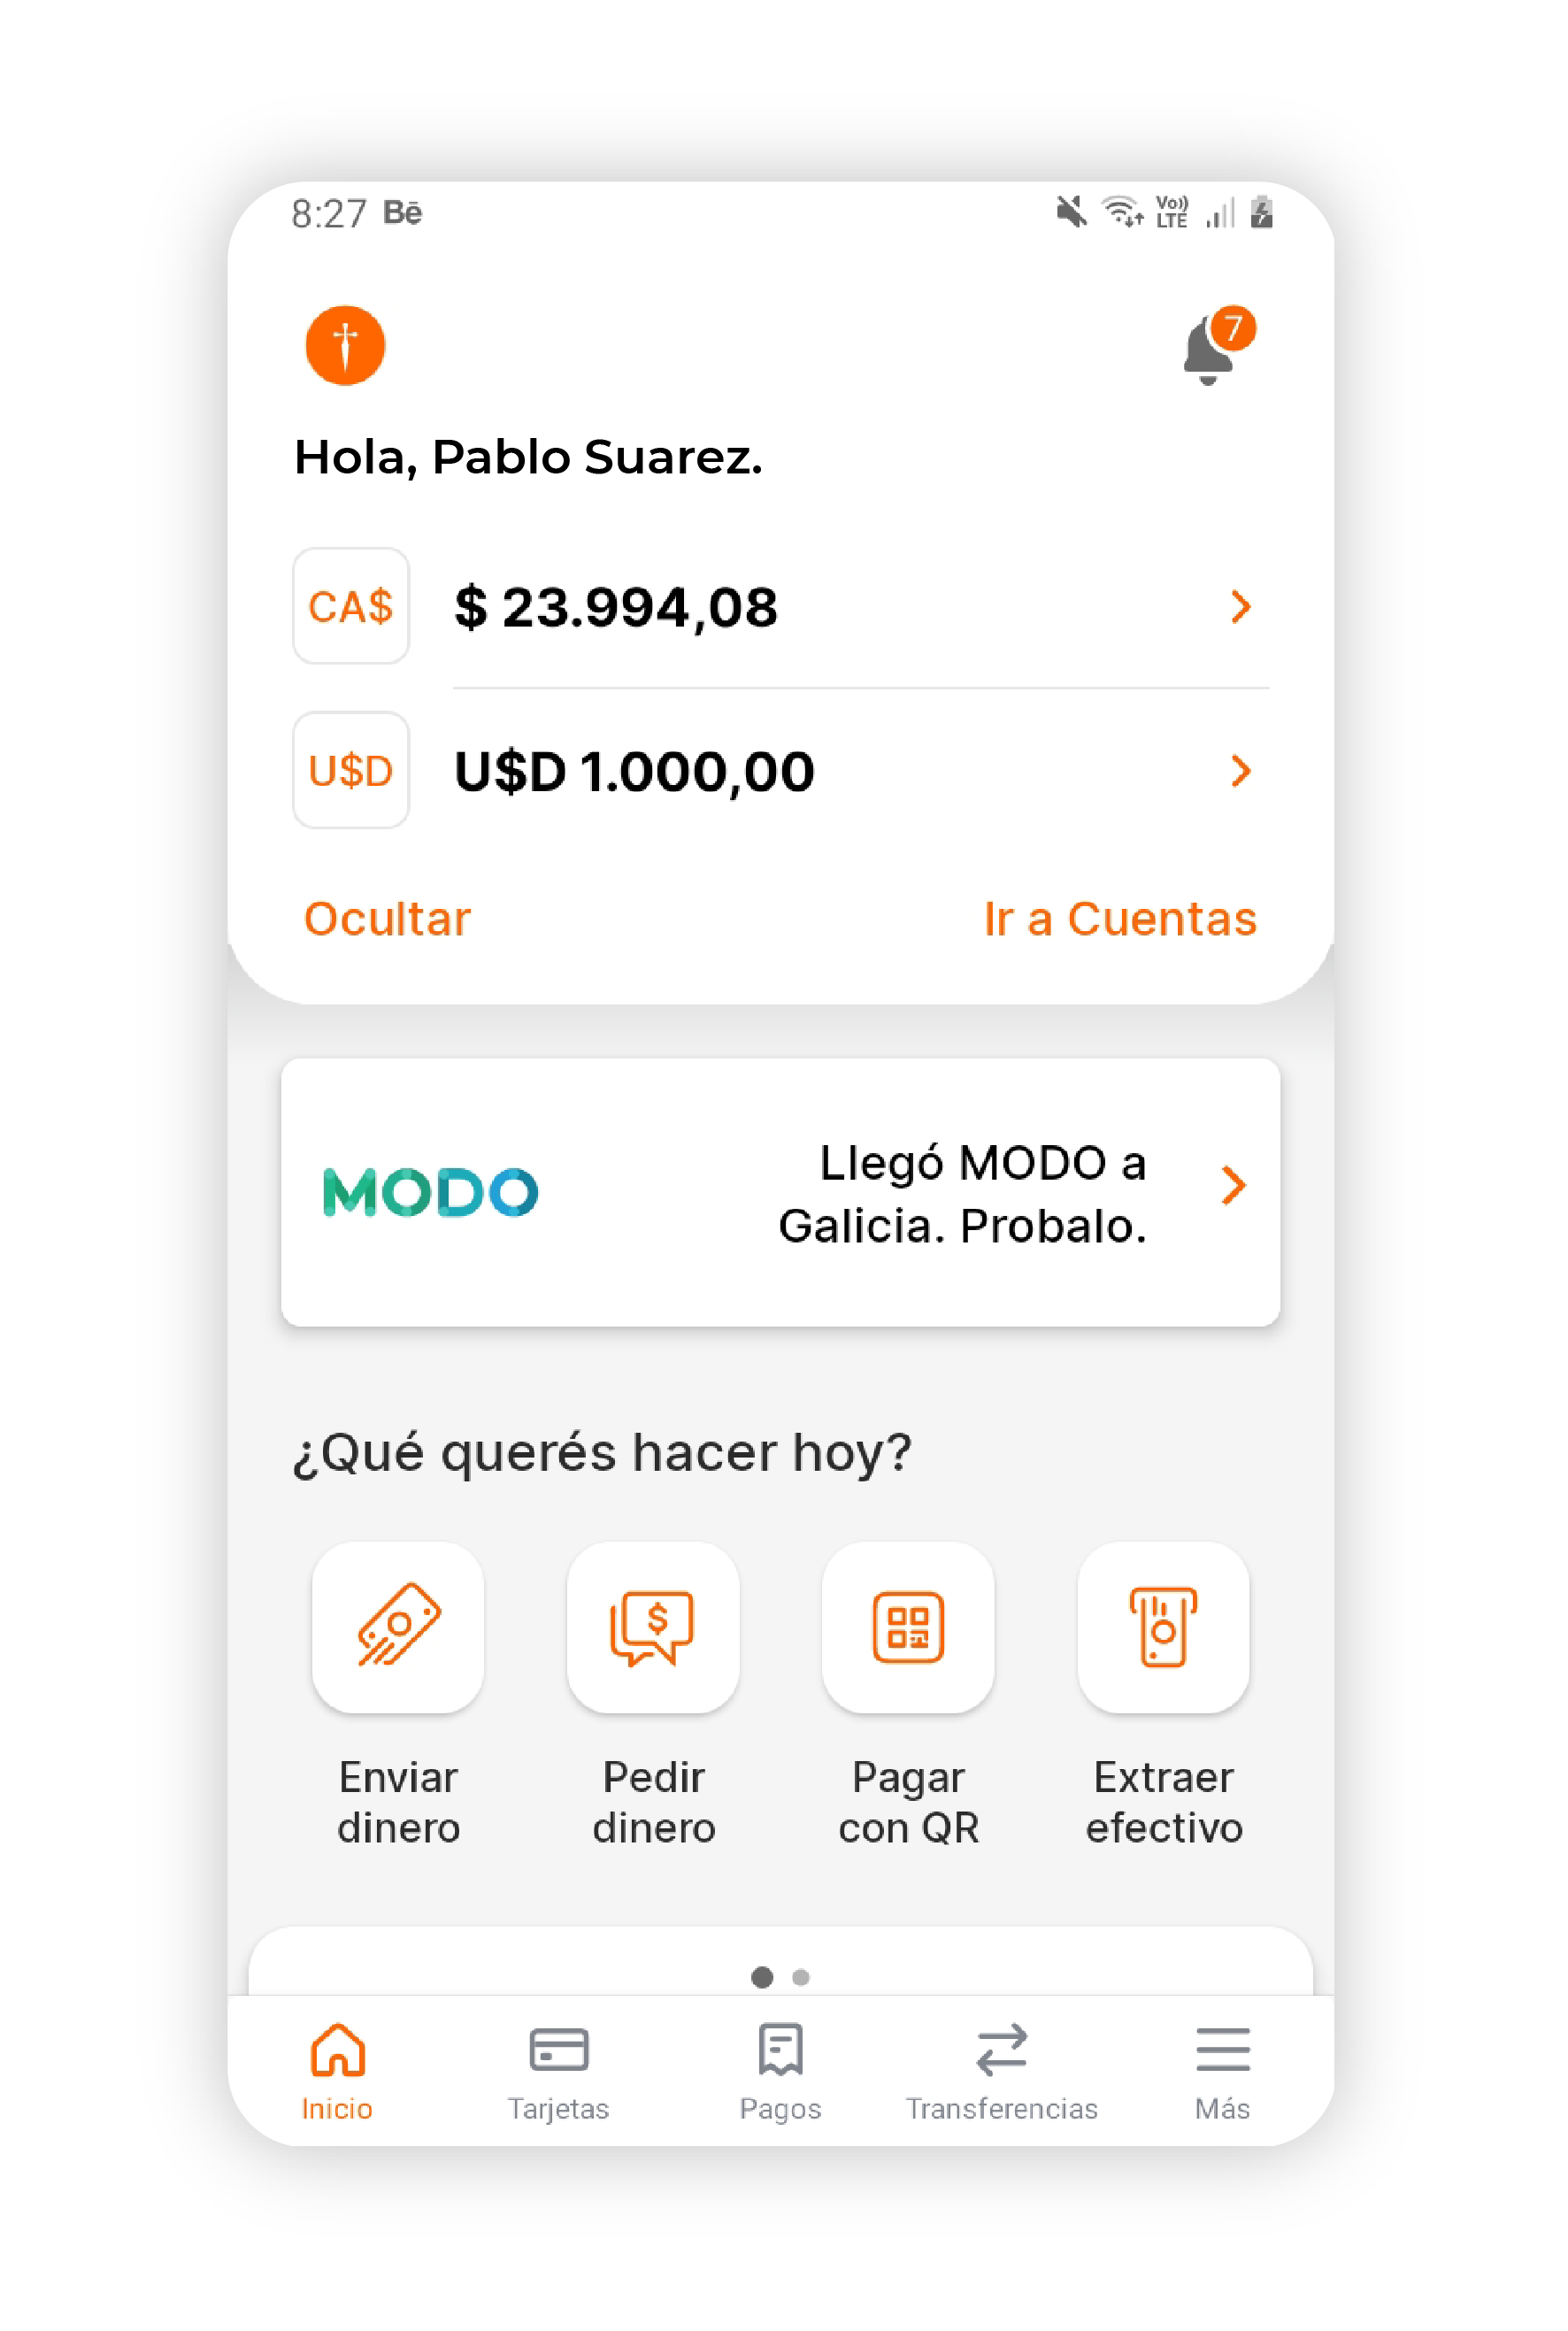 8:27 Bē
Vo)) LTE
7
Hola, Pablo Suarez.
CA$ $ 23.994,08
U$D U$D 1.000,00
Ocultar Ir a Cuentas
MODO
Llegó MODO a
Galicia. Probalo.
¿Qué querés hacer hoy?
Enviar
dinero
Pedir
dinero
$
Pagar
con QR
Extraer
efectivo
Inicio Tarjetas Pagos Transferencias Más